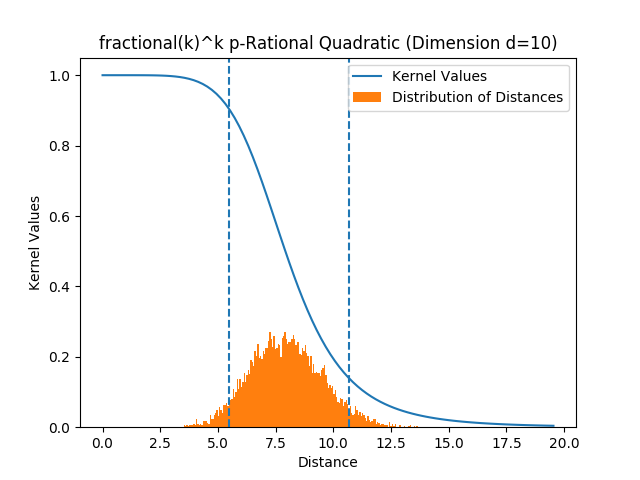 fractional(k)^k p-Rational Quadratic (Dimension d=10)
Kernel Values
Distribution of Distances
1.0
0.8
0.6
0.4
0.2
0.0
Kernel Values
0.0 2.5 5.0 7.5 10.0 12.5 15.0 17.5 20.0
Distance